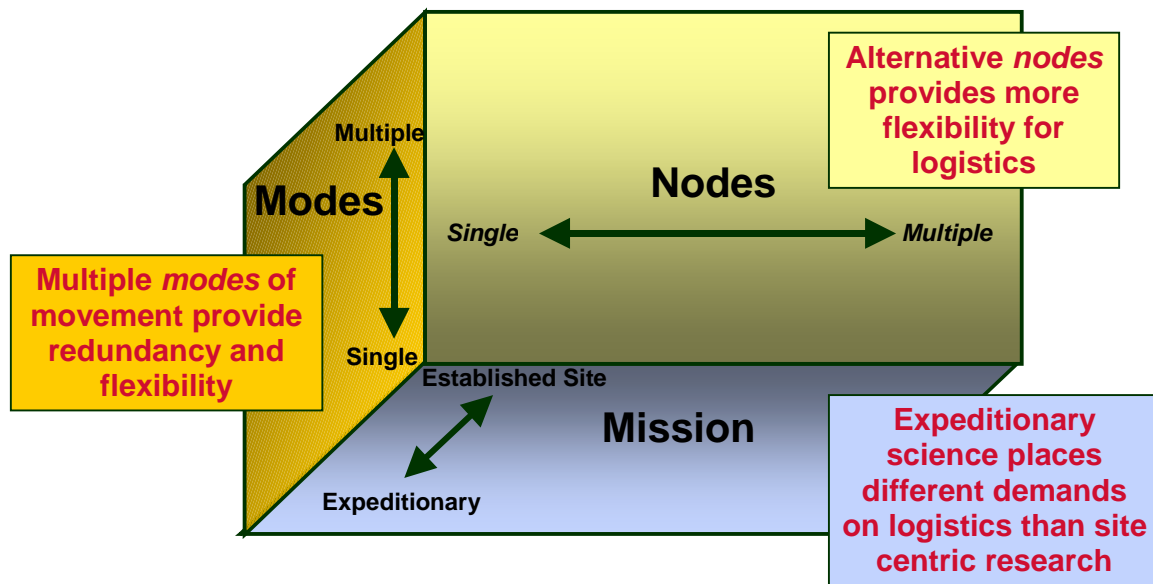 Alternative nodes
provides more
flexibility for
logistics
Multiple
Modes
Nodes
Single
Multiple
Multiple modes of
movement provide
redundancy and
flexibility
Single
Established Site
Mission
Expeditionary
Expeditionary
science places
different demands
on logistics than site
centric research